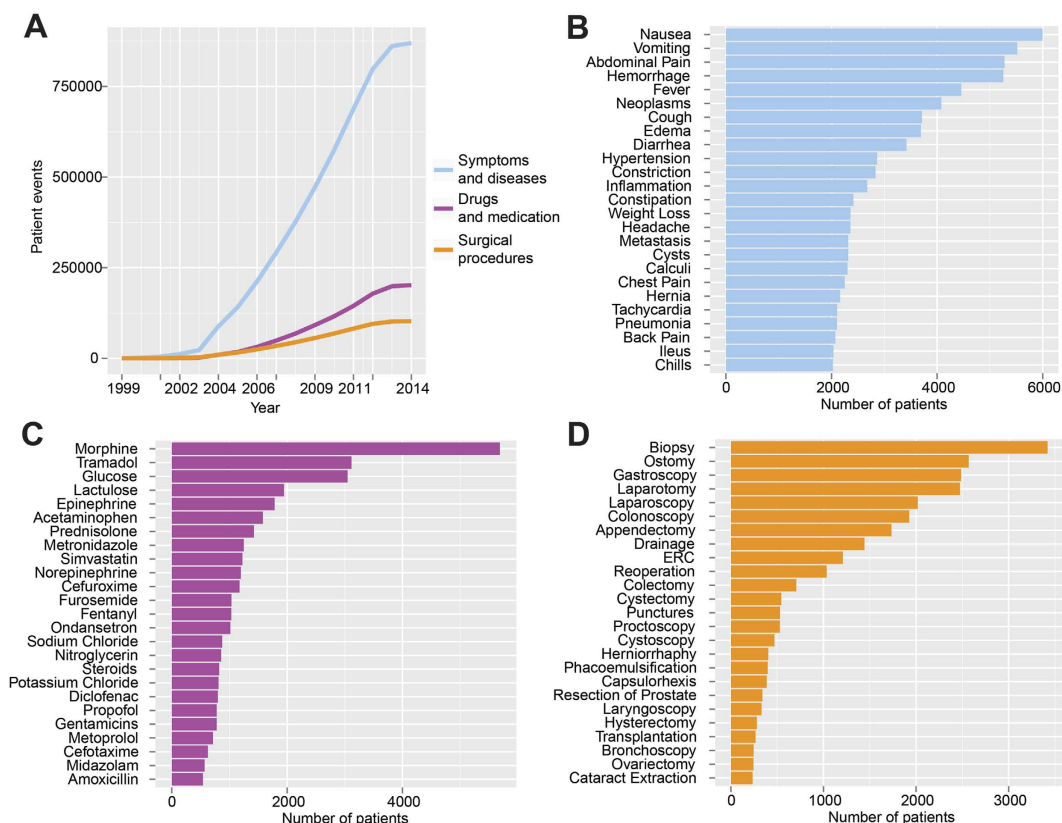 A
Patient events
750000
500000
250000
0
1999 2002 2004 2006 2009 2011 2014
Year
Symptoms
and diseases
Drugs
and medication
Surgical
procedures
B
Nausea
Vomiting
Abdominal Pain
Hemorrhage
Fever
Neoplasms
Cough
Edema
Diarrhea
Hypertension
Constriction
Inflammation
Constipation
Weight Loss
Headache
Metastasis
Cysts
Calculi
Chest Pain
Hernia
Tachycardia
Pneumonia
Back Pain
Ileus
Chills
0 2000 4000 6000
Number of patients
C
Morphine
Tramadol
Glucose
Lactulose
Epinephrine
Acetaminophen
Prednisolone
Metronidazole
Simvastatin
Norepinephrine
Cefuroxime
Furosemide
Fentanyl
Ondansetron
Sodium Chloride
Nitroglycerin
Steroids
Potassium Chloride
Diclofenac
Propofol
Gentamicins
Metoprolol
Cefotaxime
Midazolam
Amoxicillin
0 2000 4000
Number of patients
D
Biopsy
Ostomy
Gastroscopy
Laparotomy
Laparoscopy
Colonoscopy
Appendectomy
Drainage
ERC
Reoperation
Colectomy
Cystectomy
Punctures
Proctoscopy
Cystoscopy
Herniorrhaphy
Phacoemulsification
Capsulorhexis
Resection of Prostate
Laryngoscopy
Hysterectomy
Transplantation
Bronchoscopy
Ovariectomy
Cataract Extraction
0 1000 2000 3000
Number of patients